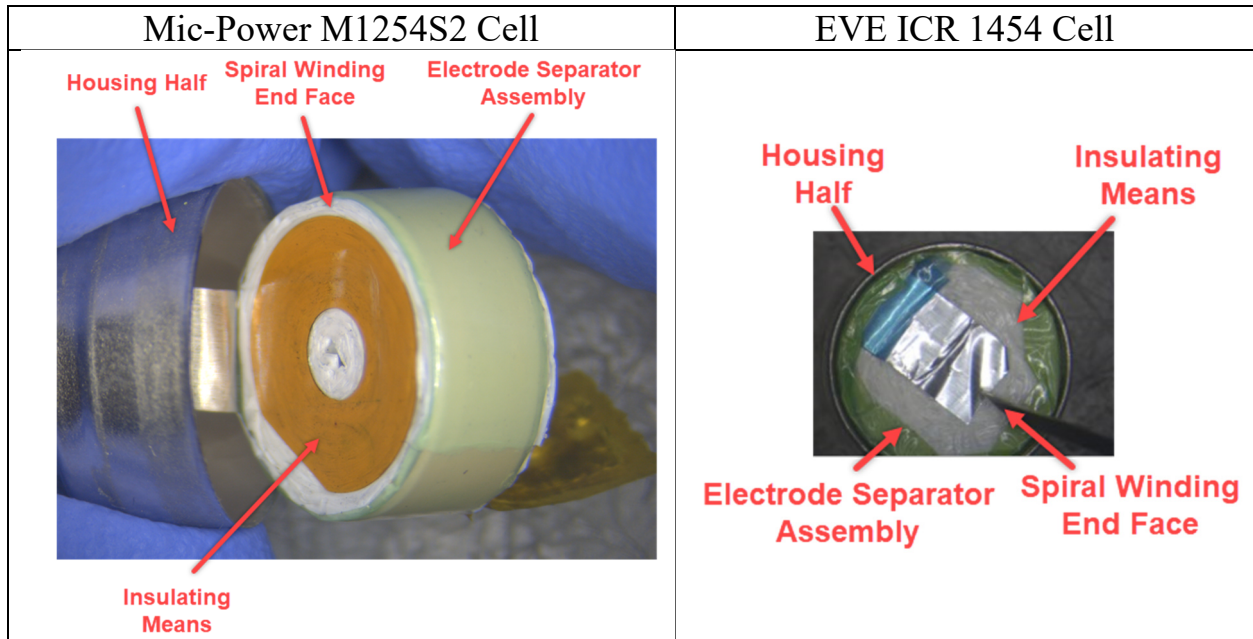 Mic-Power M1254S2 Cell
EVE ICR 1454 Cell
Housing Half
Spiral Winding
End Face
Electrode Separator
Assembly
Insulating
Means
Housing
Half
Insulating
Means
Electrode Separator
Assembly
Spiral Winding
End Face